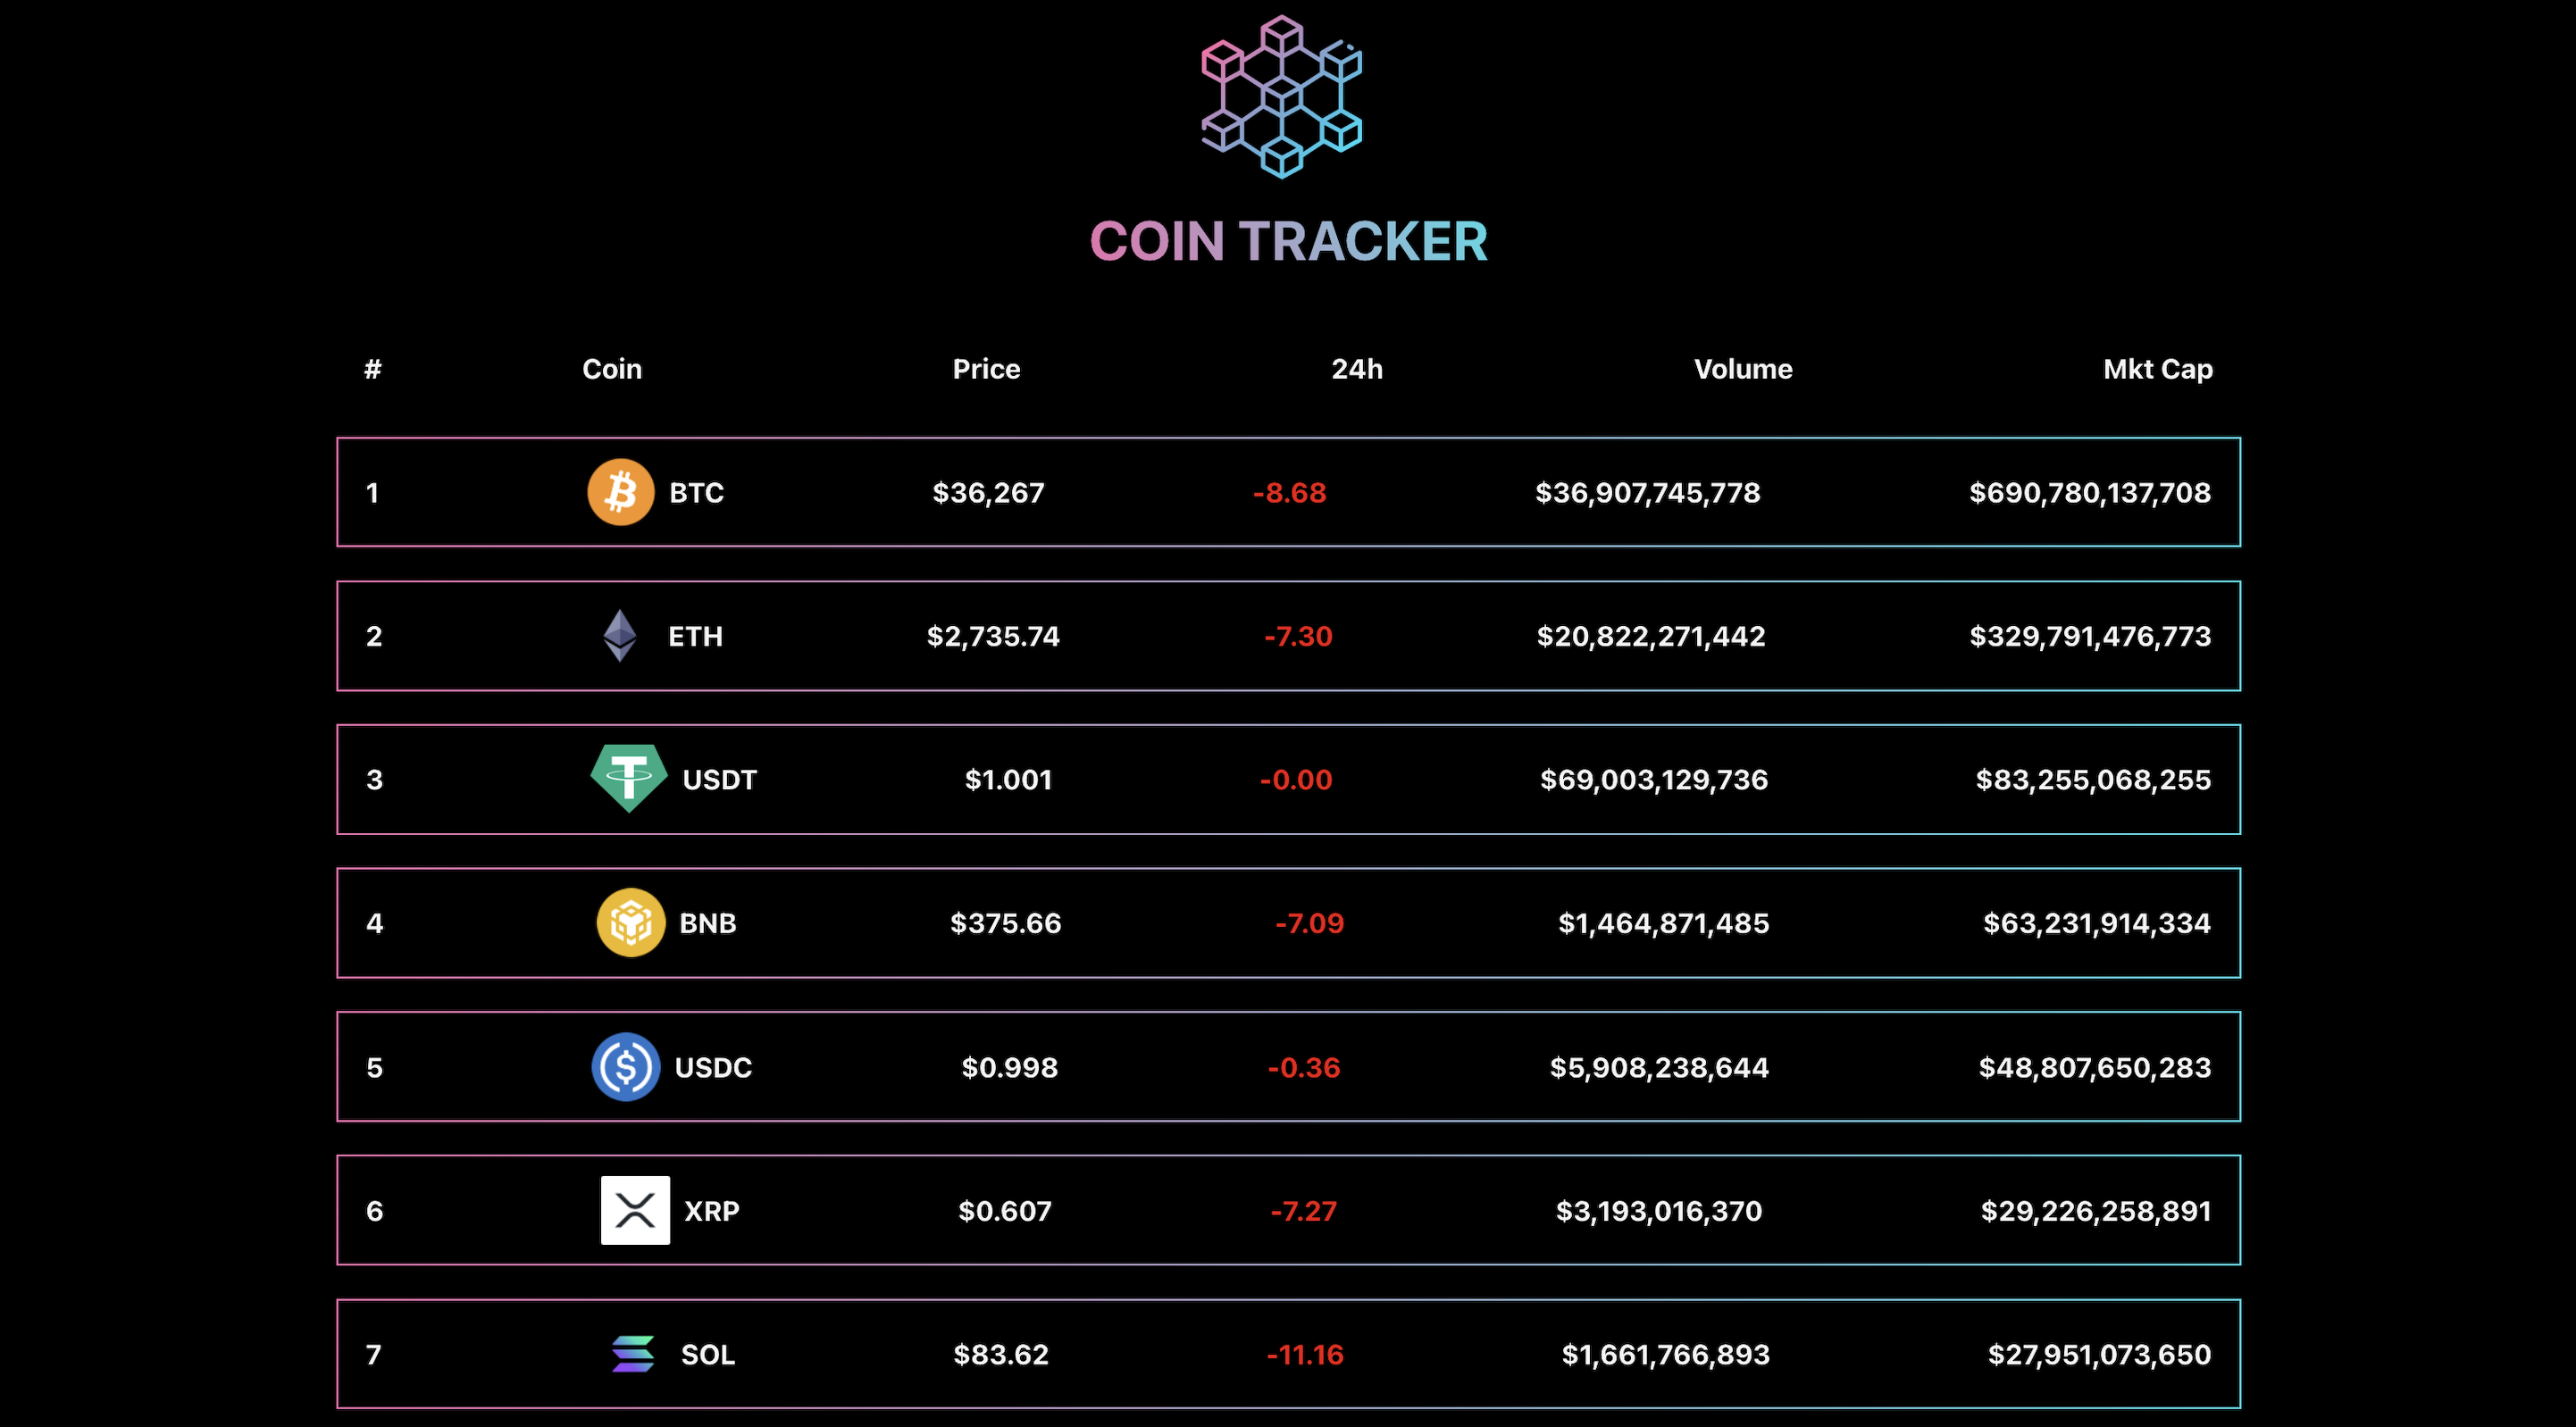 COIN TRACKER
# Coin Price 24h Volume Mkt Cap
1 BTC $36,267 -8.68 $36,907,745,778 $690,780,137,708
2 ETH $2,735.74 -7.30 $20,822,271,442 $329,791,476,773
3 USDT $1.001 -0.00 $69,003,129,736 $83,255,068,255
4 BNB $375.66 -7.09 $1,464,871,485 $63,231,914,334
5 USDC $0.998 -0.36 $5,908,238,644 $48,807,650,283
6 XRP $0.607 -7.27 $3,193,016,370 $29,226,258,891
7 SOL $83.62 -11.16 $1,661,766,893 $27,951,073,650